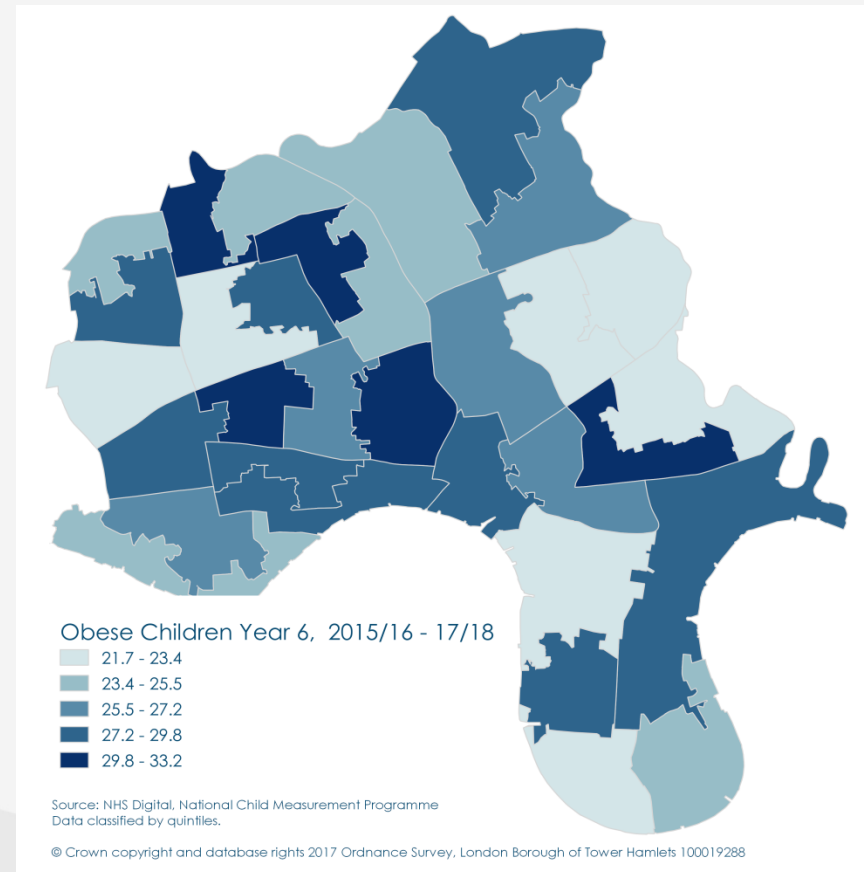 Obese Children Year 6, 2015/16 - 17/18
21.7 - 23.4
23.4 - 25.5
25.5 - 27.2
27.2 - 29.8
29.8 - 33.2
Source: NHS Digital, National Child Measurement Programme
Data classified by quintiles.
© Crown copyright and database rights 2017 Ordnance Survey, London Borough of Tower Hamlets 100019288